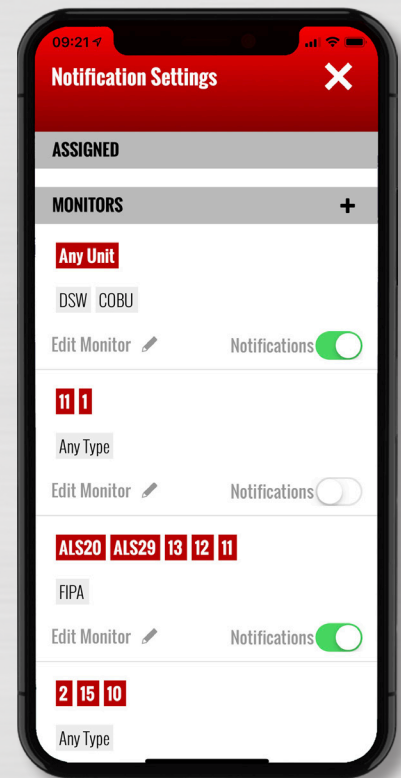 09:21
Notification Settings
ASSIGNED
MONITORS +
Any Unit
DSW COBU
Edit Monitor Notifications
11 1
Any Type
Edit Monitor Notifications
ALS20 ALS29 13 12 11
FIPA
Edit Monitor Notifications
2 15 10
Any Type